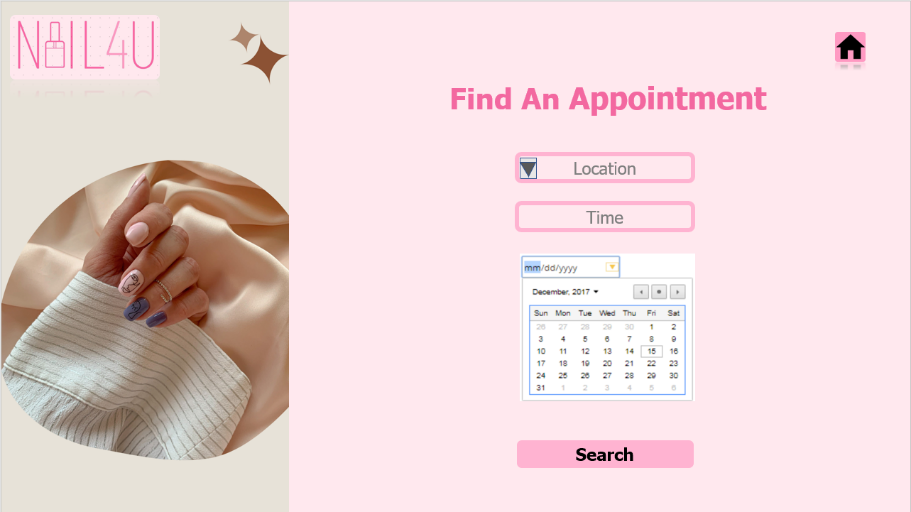 NAIL4U
Find An Appointment
Location
Time
mm/dd/yyyy
December, 2017
Sun Mon Tue Wed Thu Fri Sat
26 27 28 29 30 1 2
3 4 5 6 7 8 9
10 11 12 13 14 15 16
17 18 19 20 21 22 23
24 25 26 27 28 29 30
31 1 2 3 4 5 6
Search